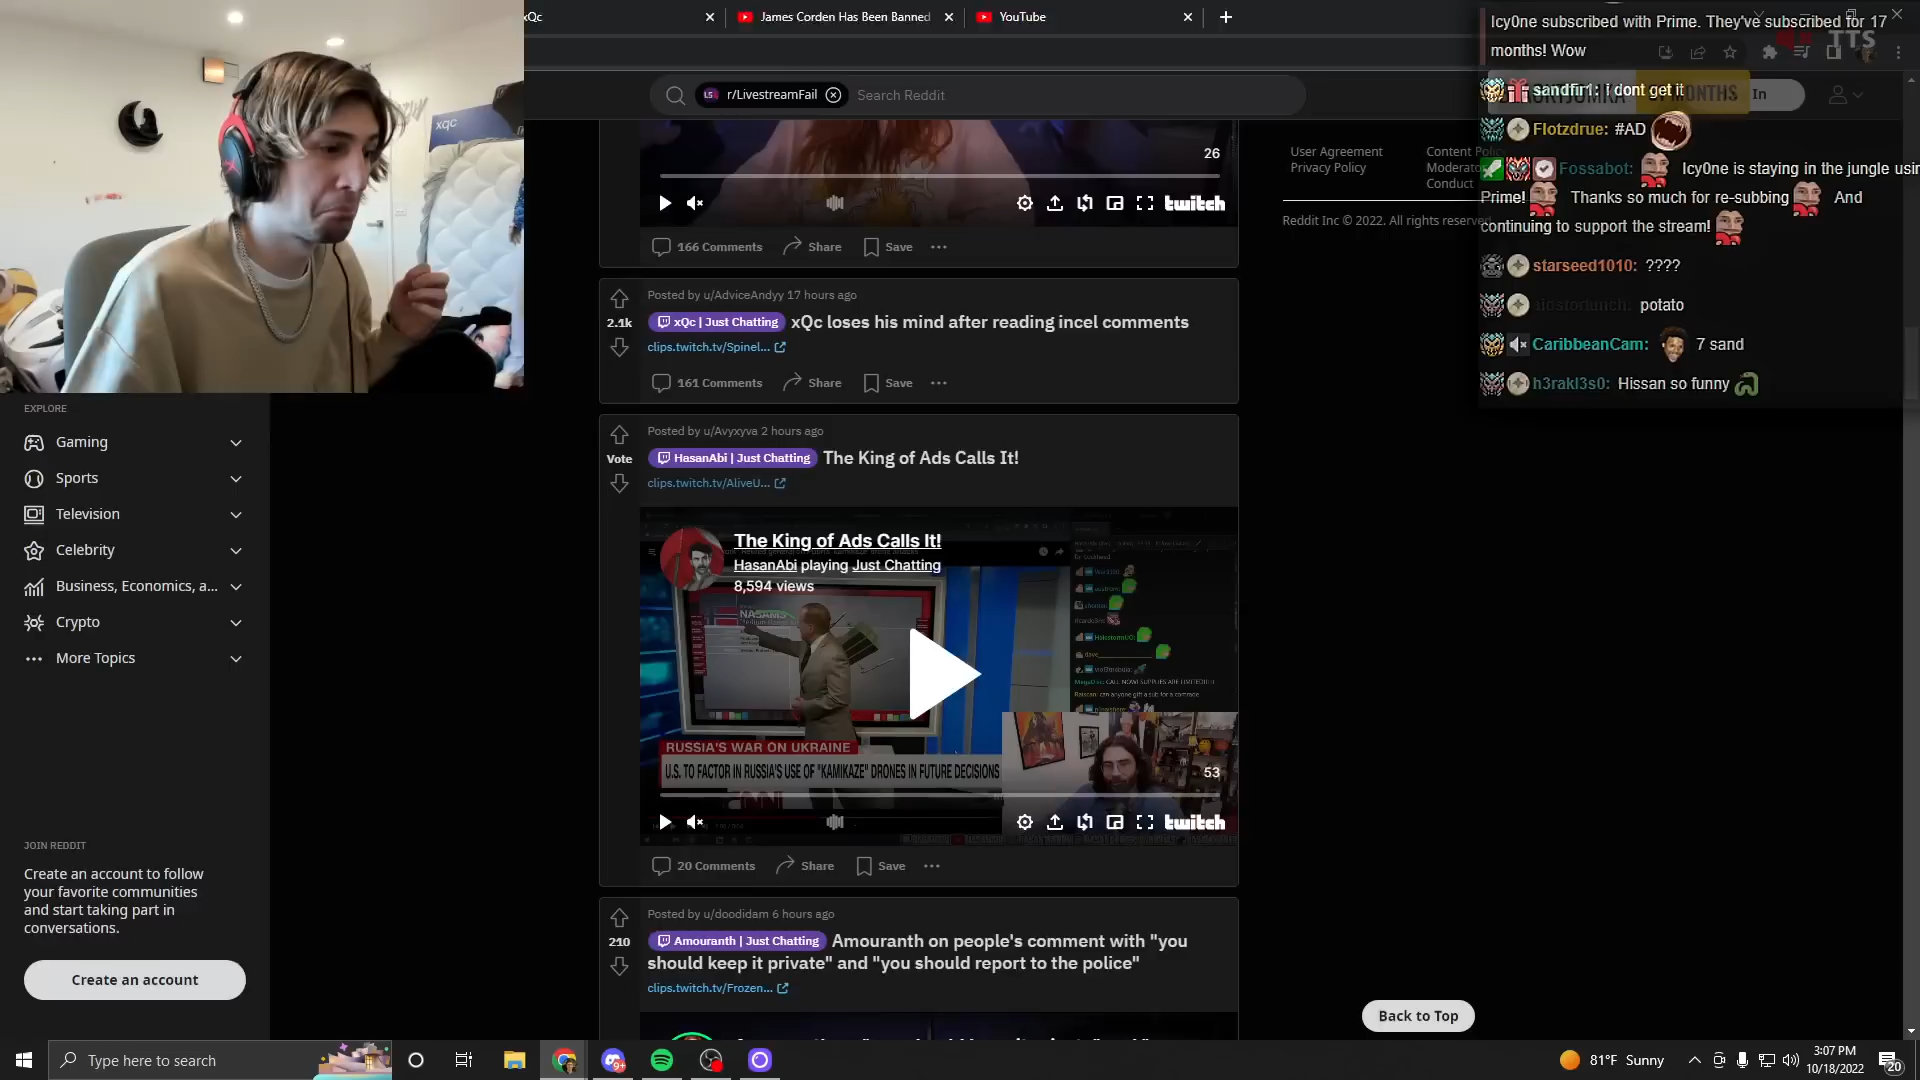 xQc
James Corden Has Been Banned
YouTube
r/LivestreamFail
Search Reddit
In
26
twitch
166 Comments
Share
Save
Posted by u/AdviceAndyy 17 hours ago
2.1k
xQc | Just Chatting
xQc loses his mind after reading incel comments
clips.twitch.tv/Spinel...
161 Comments
Share
Save
Posted by u/Avyxyva 2 hours ago
Vote
HasanAbi | Just Chatting
The King of Ads Calls It!
clips.twitch.tv/AliveU...
The King of Ads Calls It!
HasanAbi playing Just Chatting
8,594 views
NASAMS
RUSSIA'S WAR ON UKRAINE
U.S. TO FACTOR IN RUSSIA'S USE OF "KAMIKAZE" DRONES IN FUTURE DECISIONS
53
twitch
20 Comments
Share
Save
Posted by u/doodidam 6 hours ago
210
Amouranth | Just Chatting
Amouranth on people's comment with "you
should keep it private" and "you should report to the police"
clips.twitch.tv/Frozen...
EXPLORE
Gaming
Sports
Television
Celebrity
Business, Economics, a...
Crypto
More Topics
JOIN REDDIT
Create an account to follow
your favorite communities
and start taking part in
conversations.
Create an account
User Agreement
Privacy Policy
Content Policy
Moderator
Conduct
Reddit Inc © 2022. All rights reserved
Back to Top
TTS
MONTHS
Icy0ne subscribed with Prime. They've subscribed for 17
months! Wow
sandfir1: i dont get it
Flotzdrue: #AD
Fossabot: Icy0ne is staying in the jungle usin
Prime! Thanks so much for re-subbing And
continuing to support the stream!
starseed1010: ????
potato
CaribbeanCam: 7 sand
h3rakl3s0: Hissan so funny
xqc
Type here to search
9+
81°F Sunny
3:07 PM
10/18/2022
20